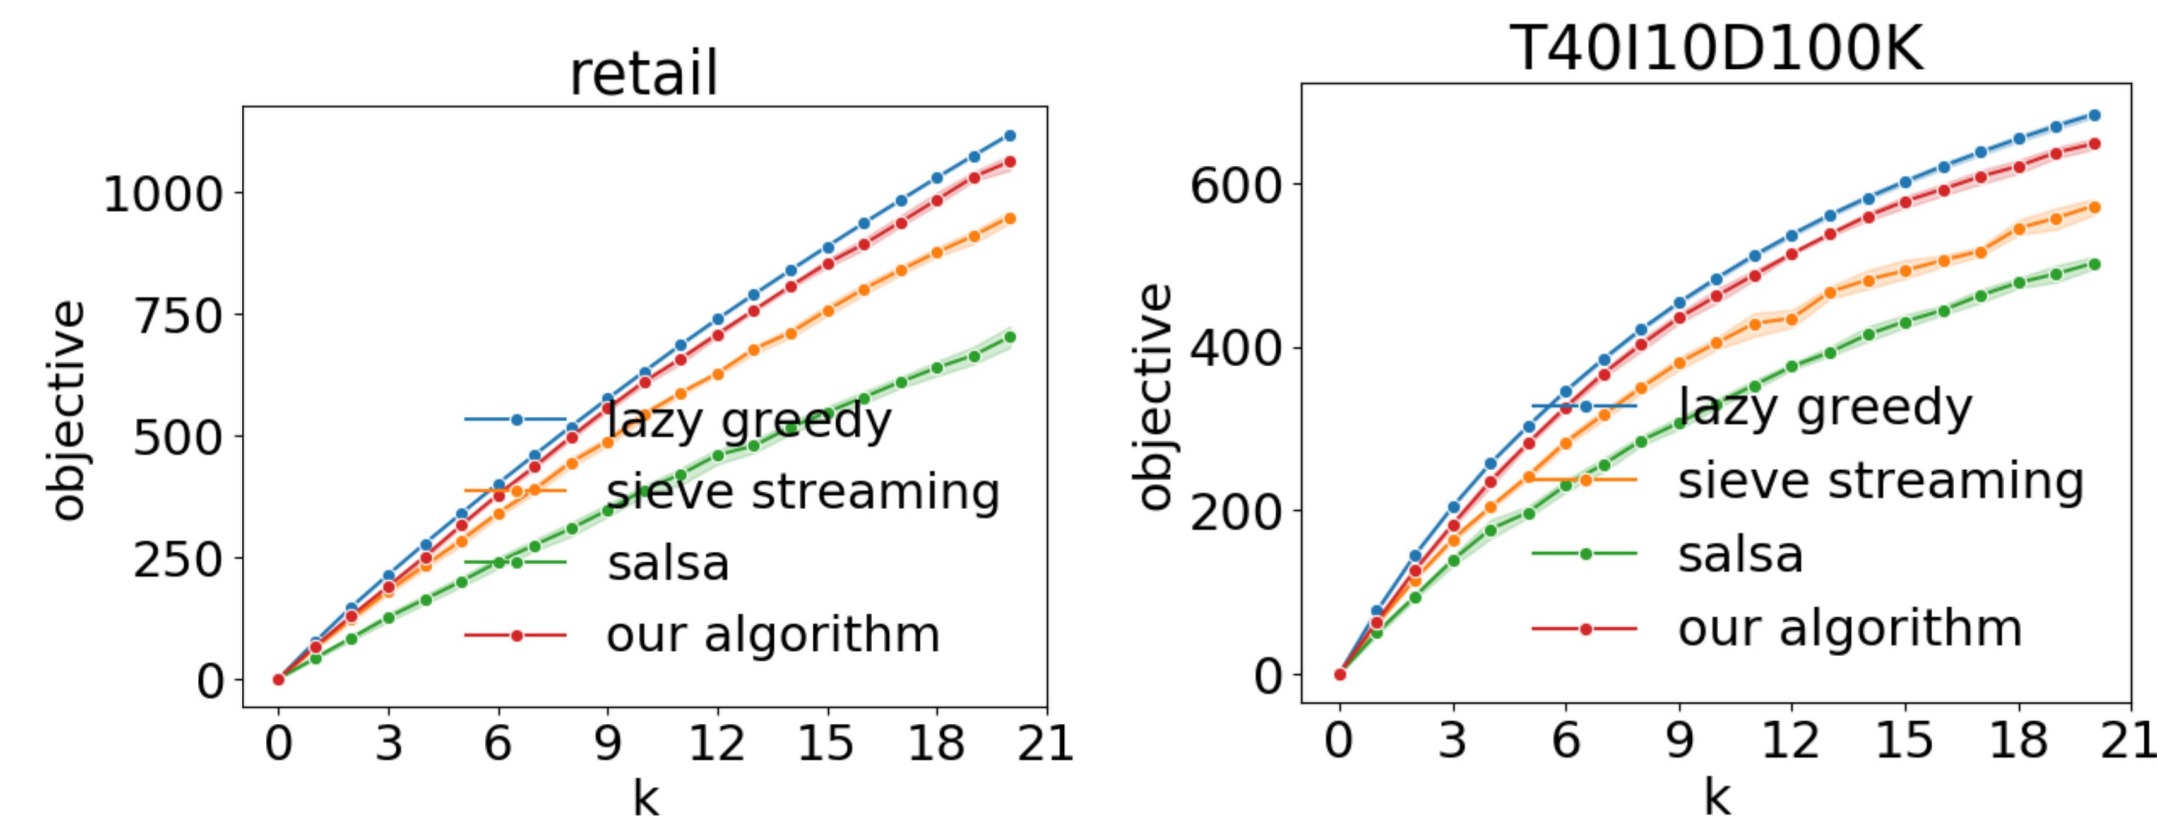 retail
objective
1000
750
500
250
0
lazy greedy
sieve streaming
salsa
our algorithm
0 3 6 9 12 15 18 21
k
T40I10D100K
objective
600
400
200
0
lazy greedy
sieve streaming
salsa
our algorithm
0 3 6 9 12 15 18 21
k